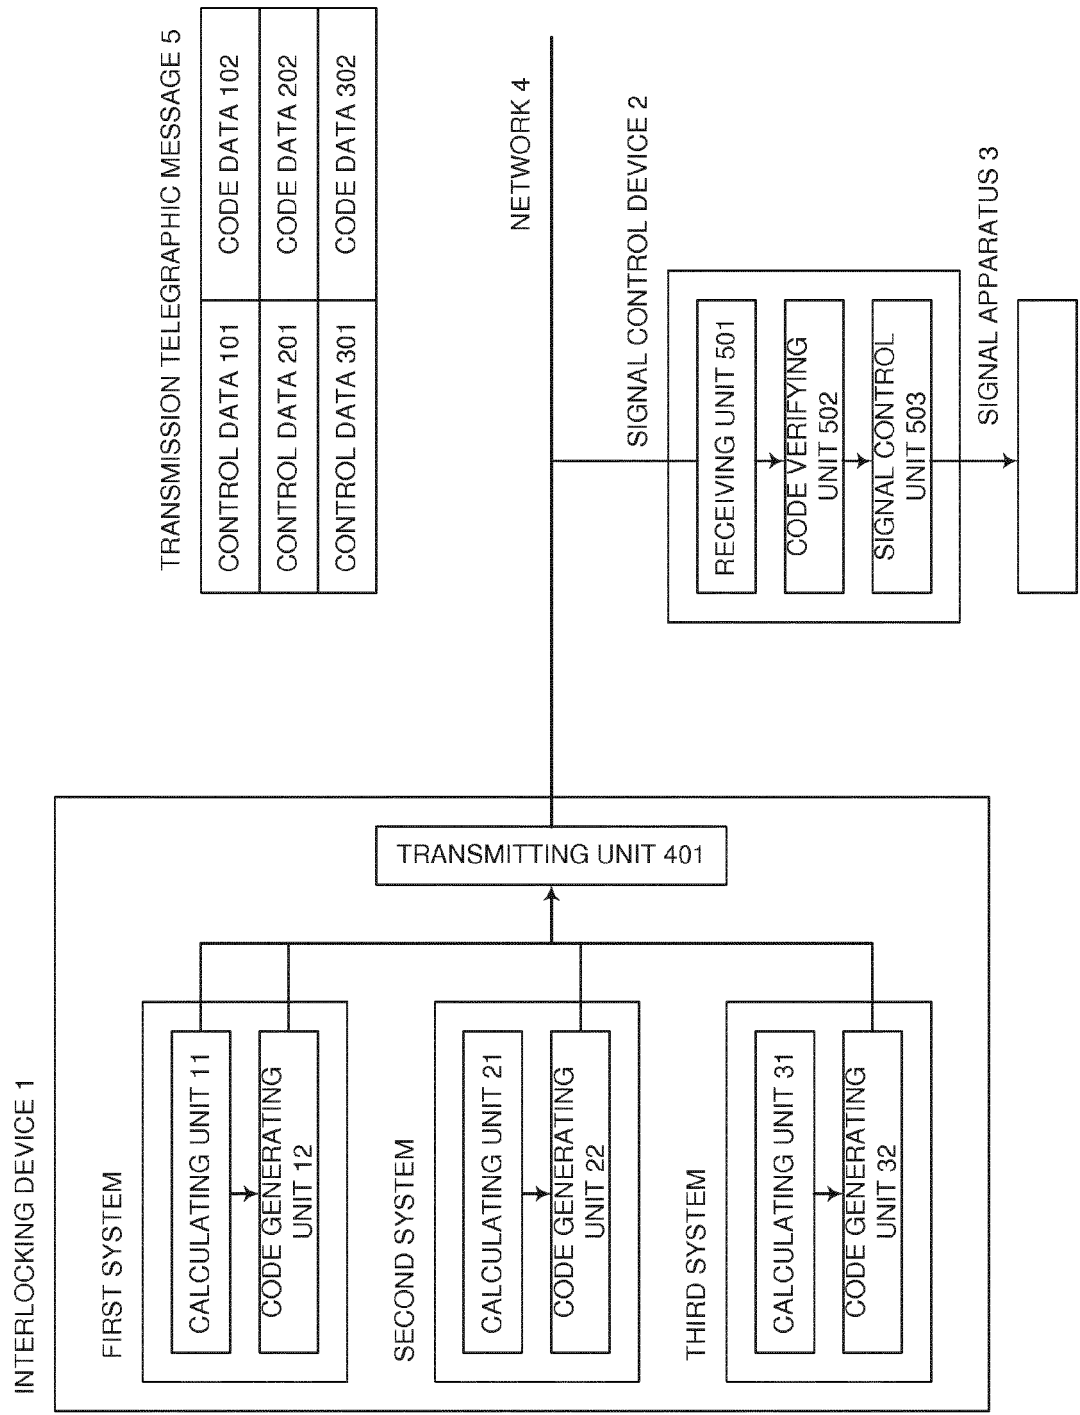 INTERLOCKING DEVICE 1
FIRST SYSTEM
CALCULATING UNIT 11
CODE GENERATING
UNIT 12
SECOND SYSTEM
CALCULATING UNIT 21
CODE GENERATING
UNIT 22
THIRD SYSTEM
CALCULATING UNIT 31
CODE GENERATING
UNIT 32
TRANSMITTING UNIT 401
TRANSMISSION TELEGRAPHIC MESSAGE 5
CONTROL DATA 101 CODE DATA 102
CONTROL DATA 201 CODE DATA 202
CONTROL DATA 301 CODE DATA 302
NETWORK 4
SIGNAL CONTROL DEVICE 2
RECEIVING UNIT 501
CODE VERIFYING
UNIT 502
SIGNAL CONTROL
UNIT 503
SIGNAL APPARATUS 3